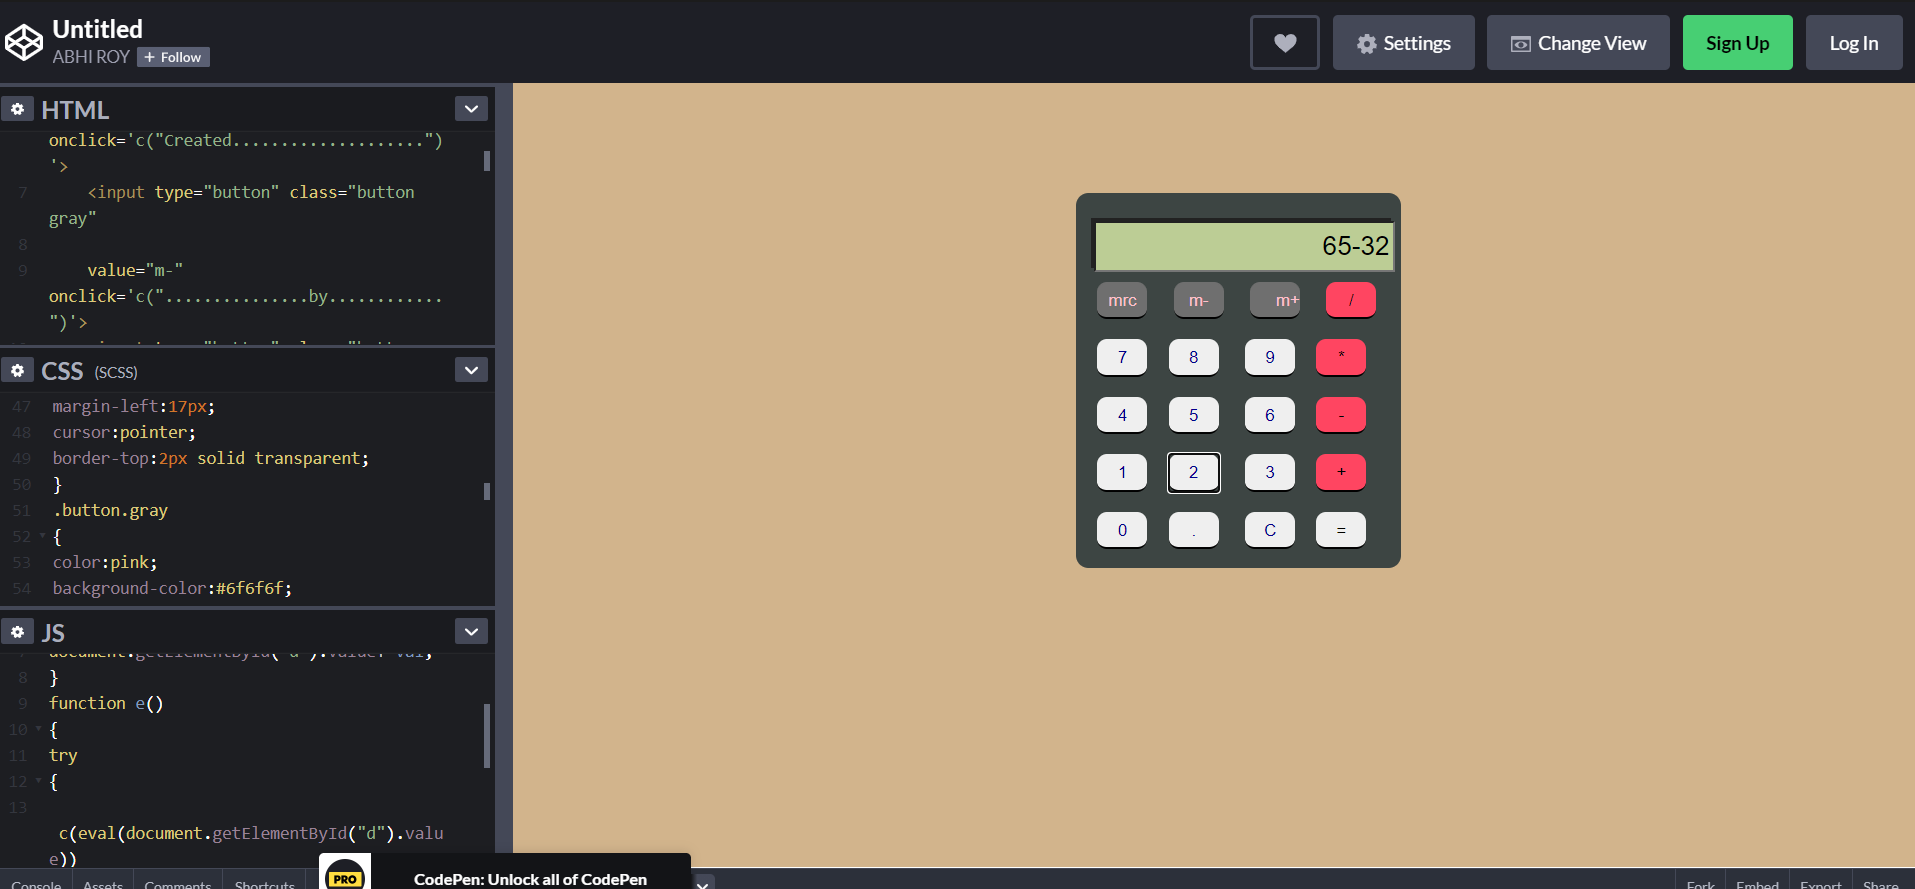 Untitled
ABHI ROY + Follow
Settings
Change View
Sign Up
Log In
HTML
onclick='c("Created....................")
'>
7 <input type="button" class="button
gray"
8
9 value="m-"
onclick='c("...............by............
")'>
CSS (SCSS)
47 margin-left:17px;
48 cursor:pointer;
49 border-top:2px solid transparent;
50 }
51 .button.gray
52 {
53 color:pink;
54 background-color:#6f6f6f;
JS
document.getElementById("d").value+=val;
8 }
9 function e()
10 {
11 try
12 {
13
c(eval(document.getElementById("d").valu
e))
65-32
mrc m- m+ /
7 8 9 *
4 5 6 -
1 2 3 +
0 . C =
Console Assets Comments Shortcuts
PRO CodePen: Unlock all of CodePen
Fork Embed Export Share